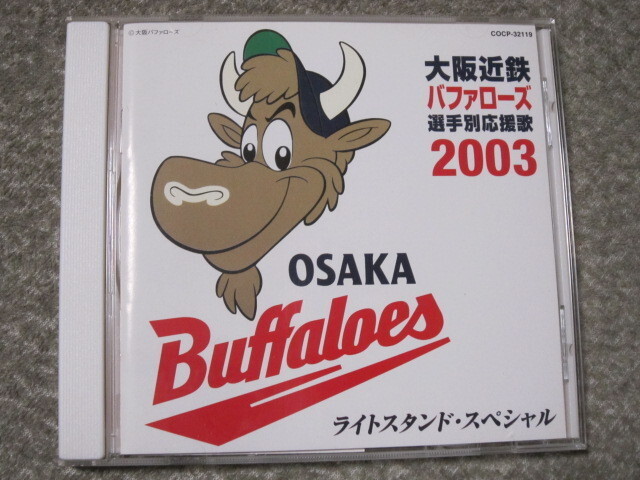 ©大阪バファローズ
COCP-32119
大阪近鉄
バファローズ
選手別応援歌
2003
OSAKA
Buffaloes
ライトスタンド・スペシャル